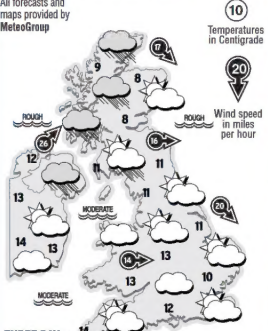 All forecasts and
maps provided by
MeteoGroup
10
Temperatures
in Centigrade
20
Wind speed
in miles
per hour
17
9
8
ROUGH
8
ROUGH
26
16
12
11
11
13
11
MODERATE
20
11
14
13
14
13
13
10
MODERATE
12
14